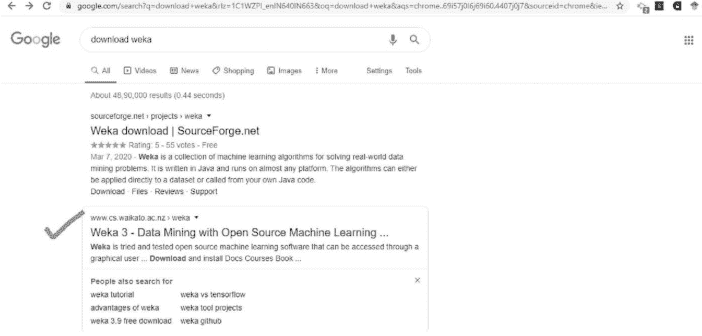 google.com/search?q=download+weka&rlz=1C1WZPI_enIN640IN663&oq=download+weka&aqs=chrome..69i57j0l6j69i60.4407j0j7&sourceid=chrome&ie...
Google
download weka
All Videos News Shopping Images More Settings Tools
About 48,90,000 results (0.44 seconds)
sourceforge.net › projects › weka
Weka download | SourceForge.net
Rating: 5 - 55 votes - Free
Mar 7, 2020 - Weka is a collection of machine learning algorithms for solving real-world data
mining problems. It is written in Java and runs on almost any platform. The algorithms can either
be applied directly to a dataset or called from your own Java code.
Download · Files · Reviews · Support
www.cs.waikato.ac.nz › weka
Weka 3 - Data Mining with Open Source Machine Learning ...
Weka is tried and tested open source machine learning software that can be accessed through a
graphical user ... Download and install Docs Courses Book ...
People also search for
weka tutorial weka vs tensorflow
advantages of weka weka tool projects
weka 3.9 free download weka github